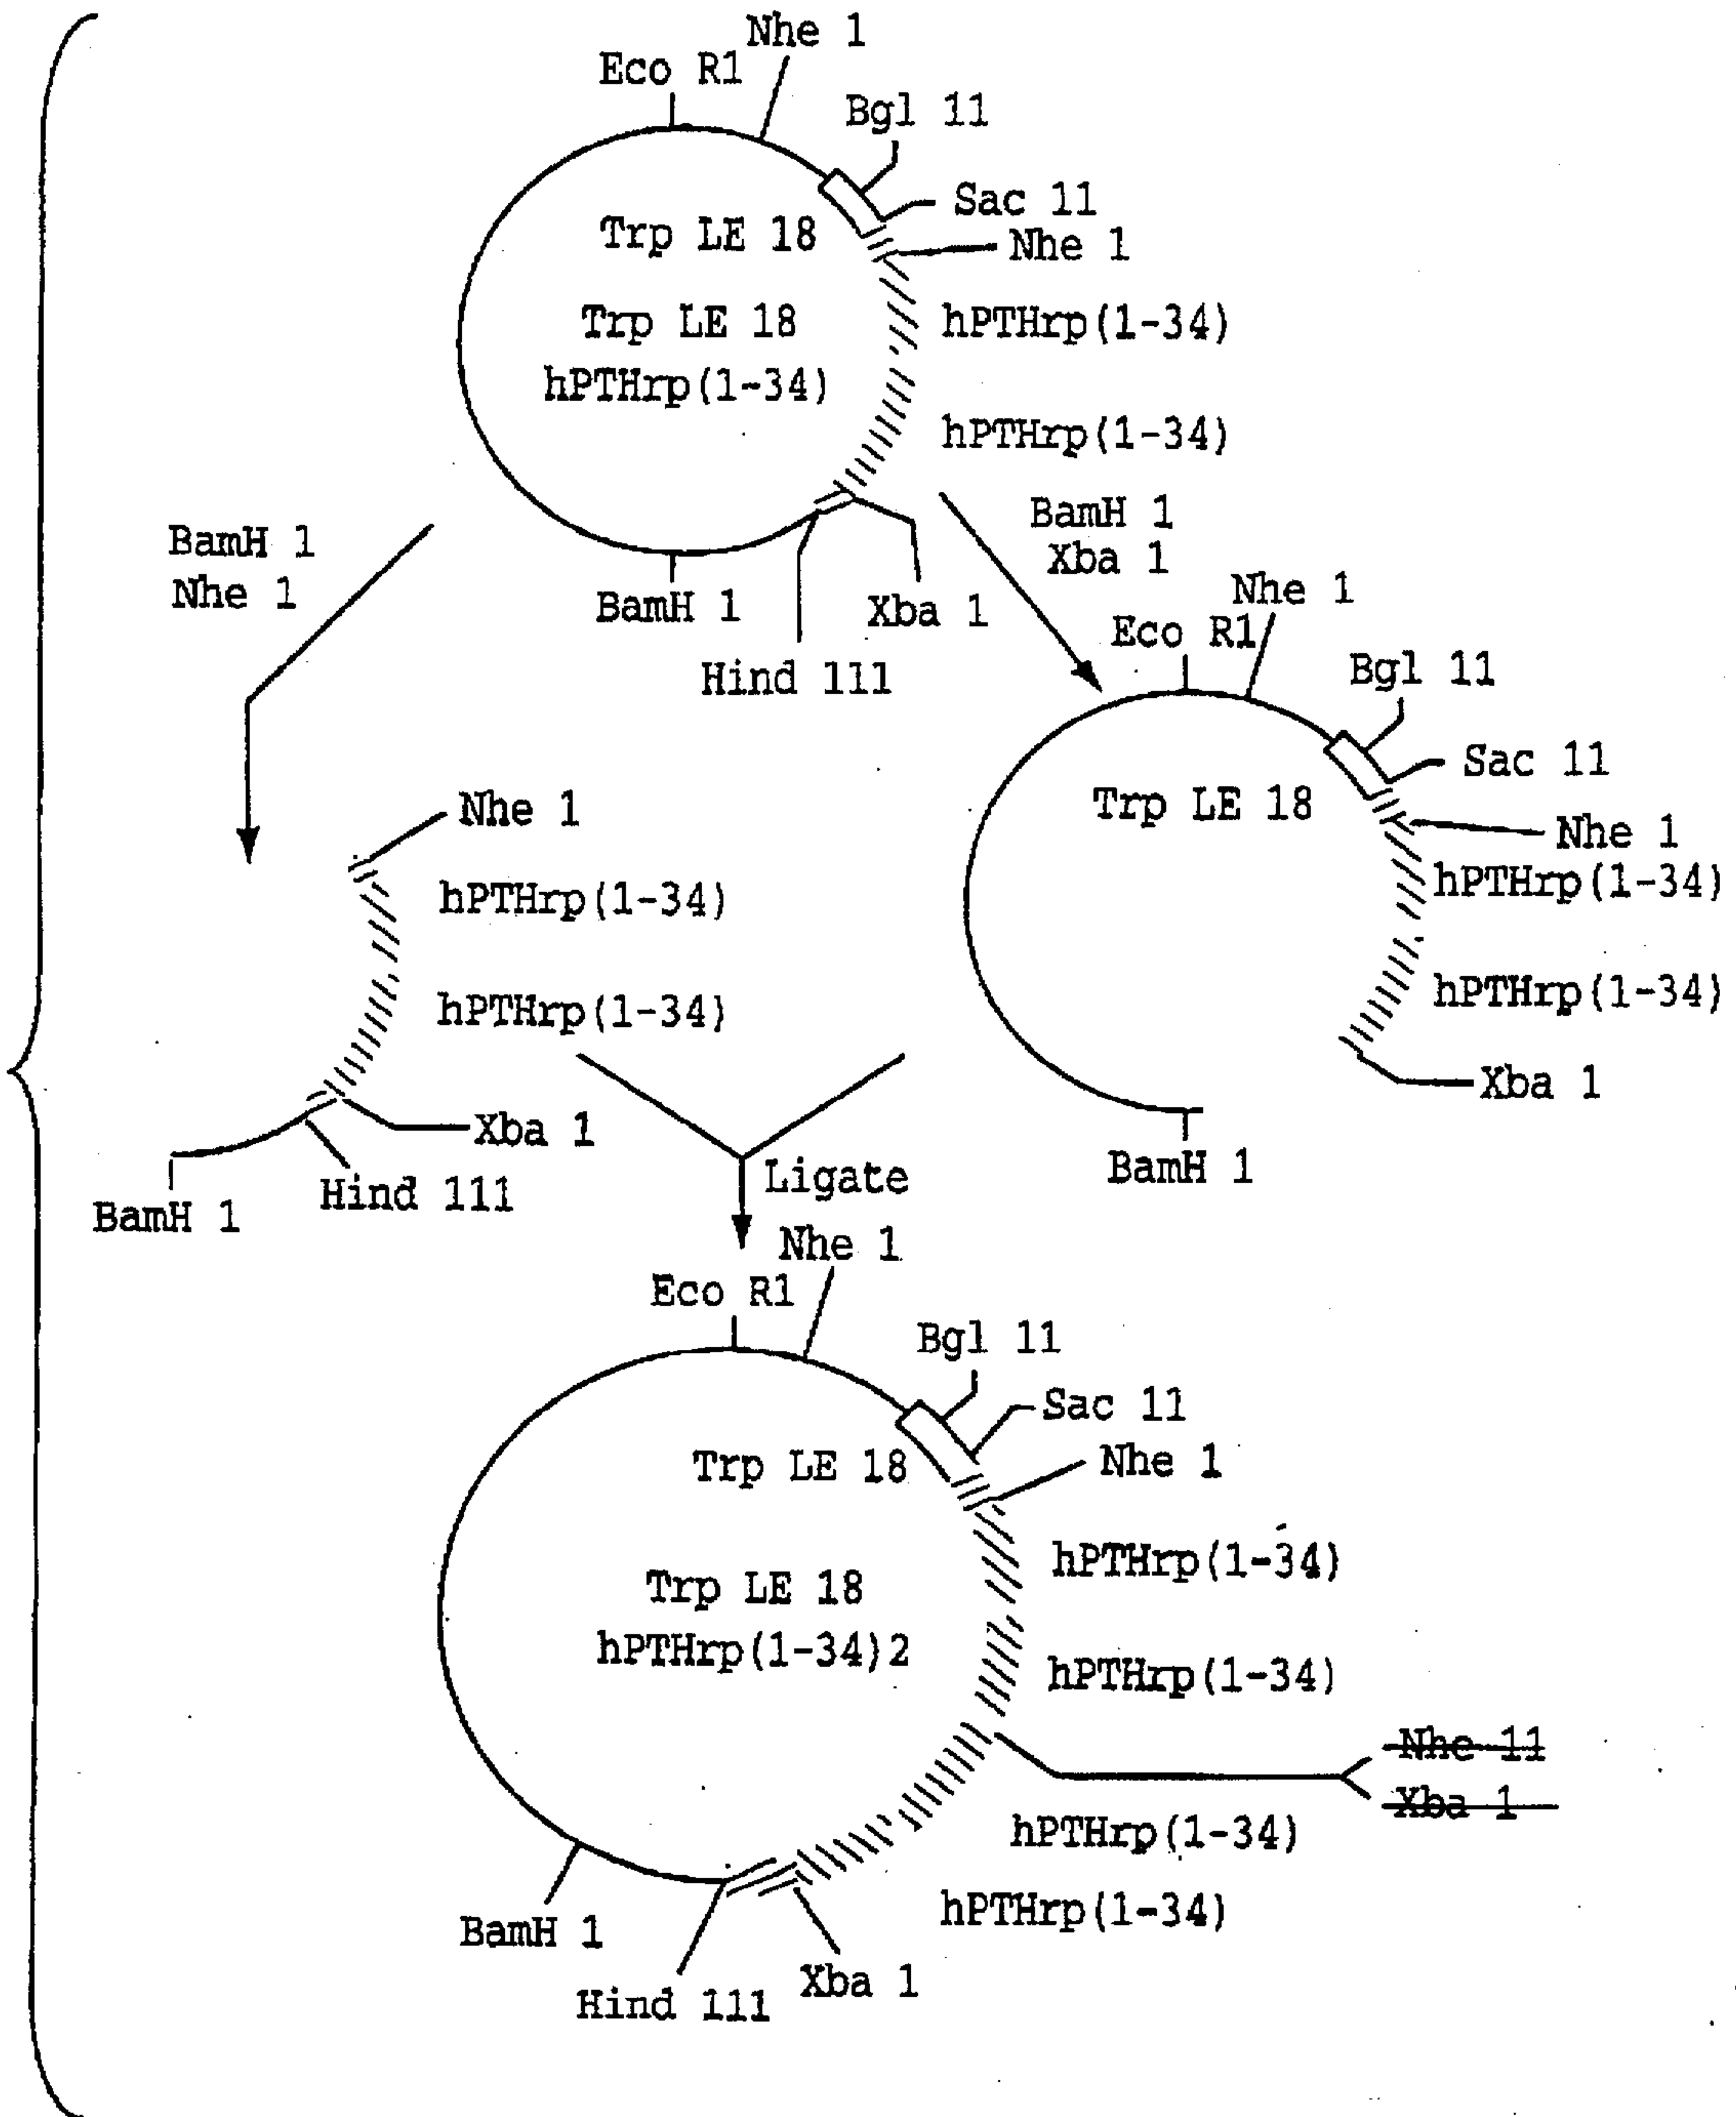 Nhe 1
Eco R1
Bgl 11
Sac 11
Trp LE 18
Nhe 1
Trp LE 18
hPTHrp(1-34)
hPTHrp(1-34)
hPTHrp(1-34)
BamH 1
Xba 1
BamH 1
Nhe 1
BamH 1
Xba 1
Hind 111
Nhe 1
Eco R1
Bgl 11
Sac 11
Trp LE 18
Nhe 1
hPTHrp(1-34)
hPTHrp(1-34)
Xba 1
BamH 1
Nhe 1
hPTHrp(1-34)
hPTHrp(1-34)
Xba 1
Hind 111
BamH 1
Ligate
Nhe 1
Eco R1
Bgl 11
Sac 11
Trp LE 18
Nhe 1
hPTHrp(1-34)
Trp LE 18
hPTHrp(1-34)2
hPTHrp(1-34)
Nhe 11
Xba 1
hPTHrp(1-34)
hPTHrp(1-34)
BamH 1
Xba 1
Hind 111